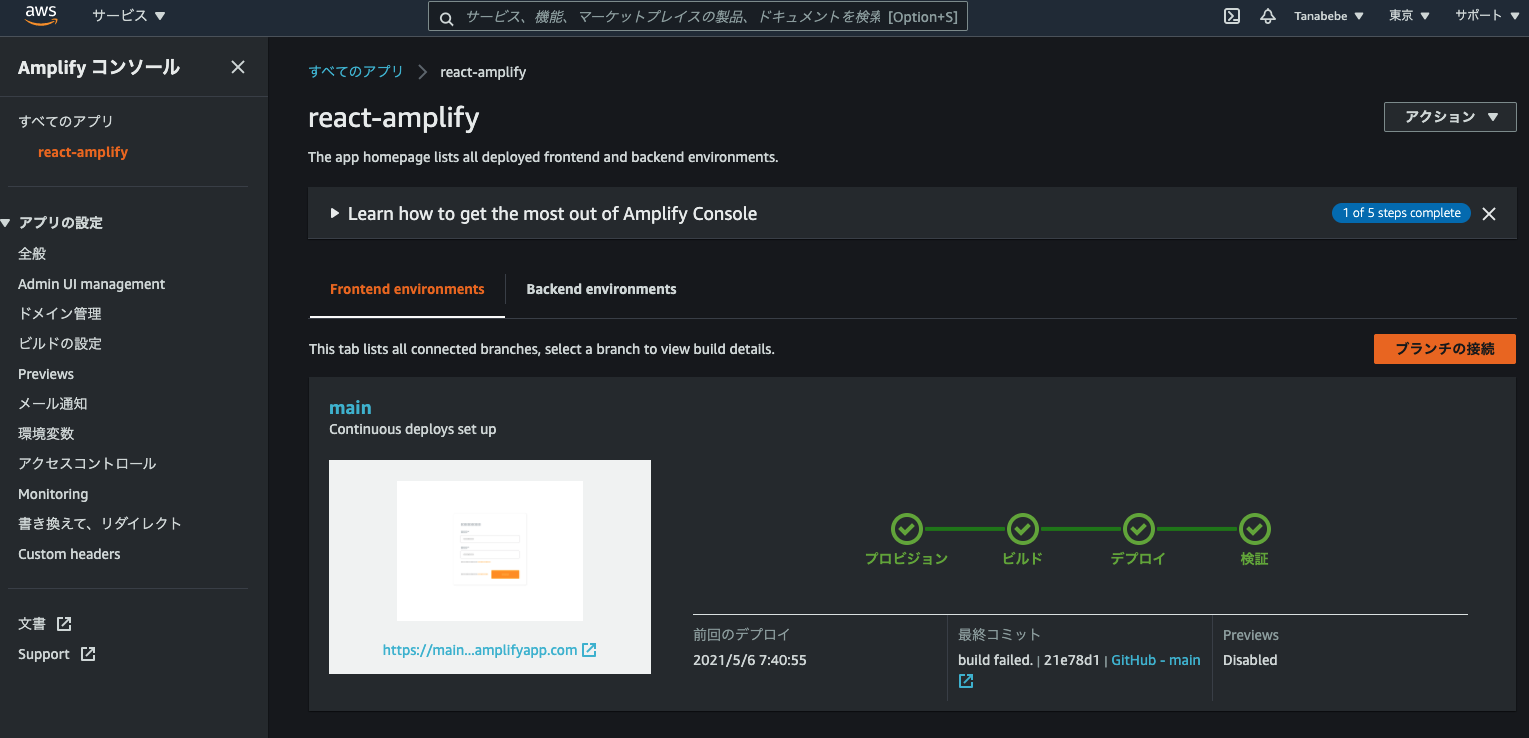 aws
サービス ▼
サービス、機能、マーケットプレイスの製品、ドキュメントを検索 [Option+S]
Tanabebe ▼
東京 ▼
サポート ▼
Amplify コンソール
すべてのアプリ
react-amplify
アプリの設定
全般
Admin UI management
ドメイン管理
ビルドの設定
Previews
メール通知
環境変数
アクセスコントロール
Monitoring
書き換えて、リダイレクト
Custom headers
文書
Support
すべてのアプリ > react-amplify
react-amplify
アクション ▼
The app homepage lists all deployed frontend and backend environments.
Learn how to get the most out of Amplify Console
1 of 5 steps complete
Frontend environments
Backend environments
This tab lists all connected branches, select a branch to view build details.
ブランチの接続
main
Continuous deploys set up
https://main...amplifyapp.com
プロビジョン
ビルド
デプロイ
検証
前回のデプロイ
2021/5/6 7:40:55
最終コミット
build failed. | 21e78d1 | GitHub - main
Previews
Disabled